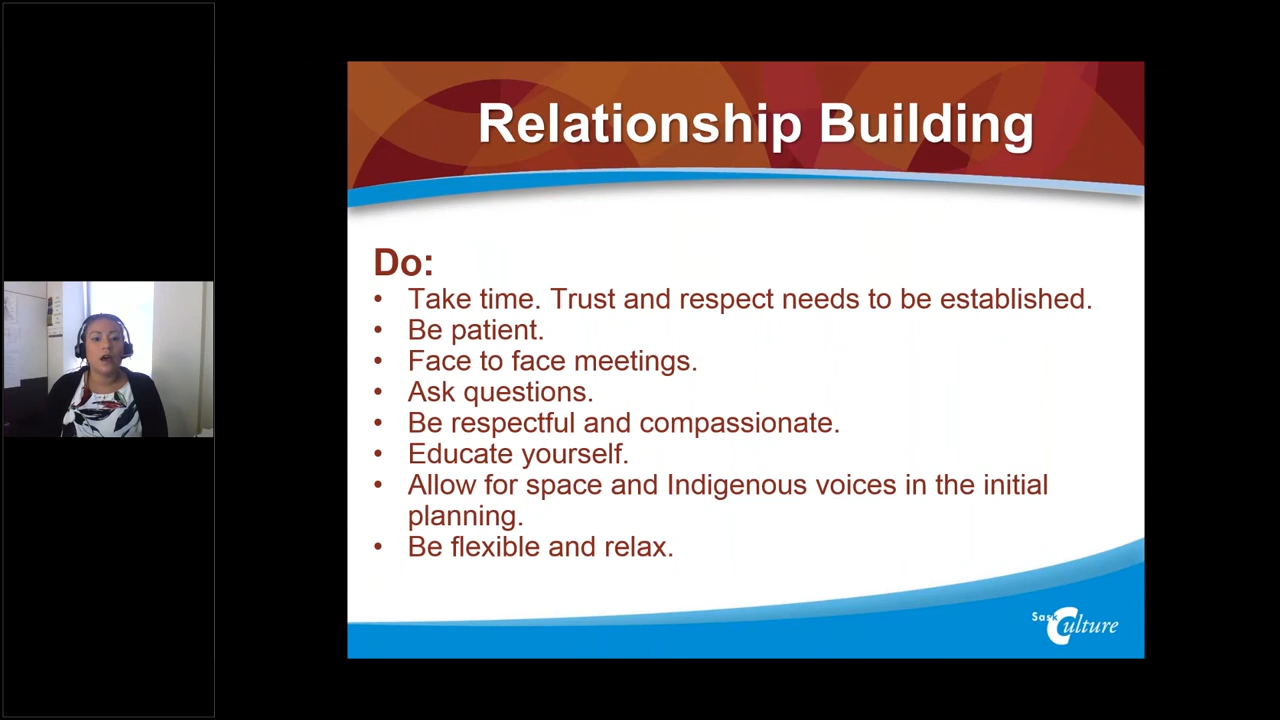 Relationship Building
Do:
• Take time. Trust and respect needs to be established.
• Be patient.
• Face to face meetings.
• Ask questions.
• Be respectful and compassionate.
• Educate yourself.
• Allow for space and Indigenous voices in the initial
planning.
• Be flexible and relax.
Sask Culture